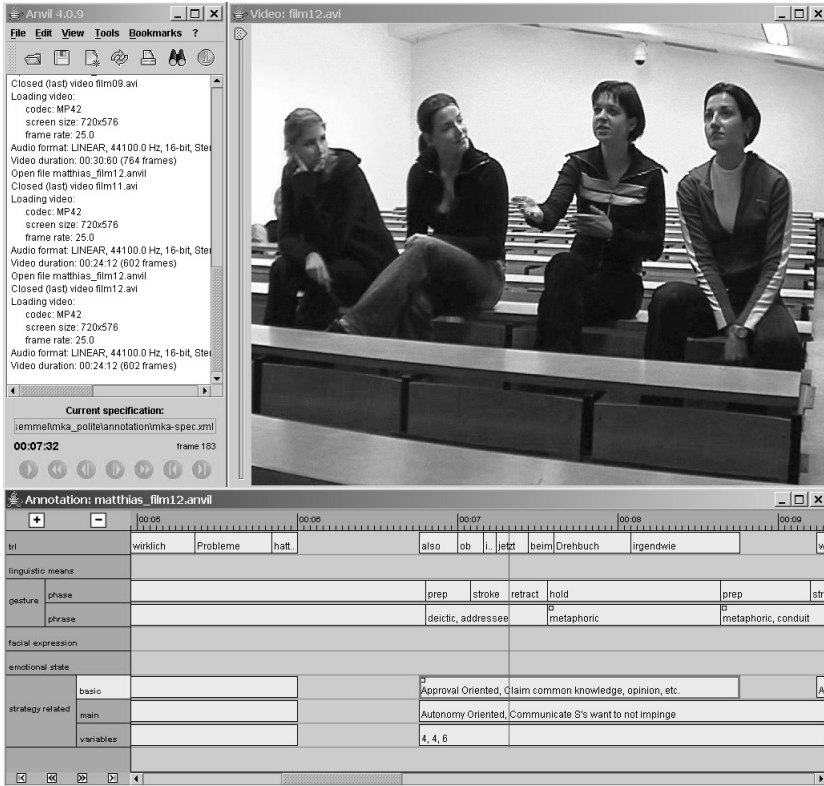 Anvil 4.0.9
File Edit View Tools Bookmarks ?
Closed (last) video film09.avi
Loading video:
codec: MP42
screen size: 720x576
frame rate: 25.0
Audio format: LINEAR, 44100.0 Hz, 16-bit, Ster
Video duration: 00:30:60 (764 frames)
Open file matthias_film12.anvil
Closed (last) video film11.avi
Loading video:
codec: MP42
screen size: 720x576
frame rate: 25.0
Audio format: LINEAR, 44100.0 Hz, 16-bit, Ster
Video duration: 00:24:12 (602 frames)
Open file matthias_film12.anvil
Closed (last) video film12.avi
Loading video:
codec: MP42
screen size: 720x576
frame rate: 25.0
Audio format: LINEAR, 44100.0 Hz, 16-bit, Ster
Video duration: 00:24:12 (602 frames)
Current specification:
:emmel\mka_polite\annotation\mka-spec.xml
00:07:32 frame 183
Video: film12.avi
Annotation: matthias_film12.anvil
+ - 00:05 00:06 00:07 00:08 00:09
trl wirklich Probleme hatt.. also ob i.. jetzt beim Drehbuch irgendwie w
linguistic means
gesture phase prep stroke retract hold prep str
phrase deictic, addressee metaphoric metaphoric, conduit
facial expression
emotional state
strategy related basic Approval Oriented, Claim common knowledge, opinion, etc. A
main Autonomy Oriented, Communicate S's want to not impinge
variables 4, 4, 6